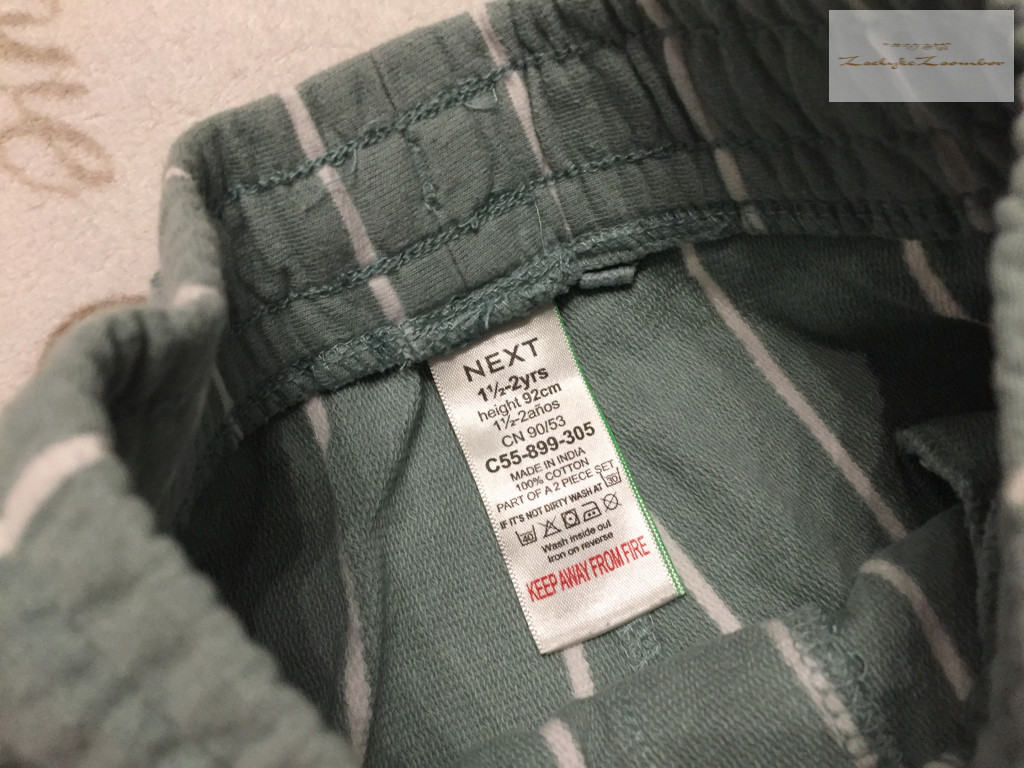 NEXT
1½-2yrs
height 92cm
1½-2años
CN 90/53
C55-899-305
MADE IN INDIA
100% COTTON
PART OF A 2 PIECE SET
IF IT'S NOT DIRTY WASH AT 30
40
Wash inside out
Iron on reverse
KEEP AWAY FROM FIRE